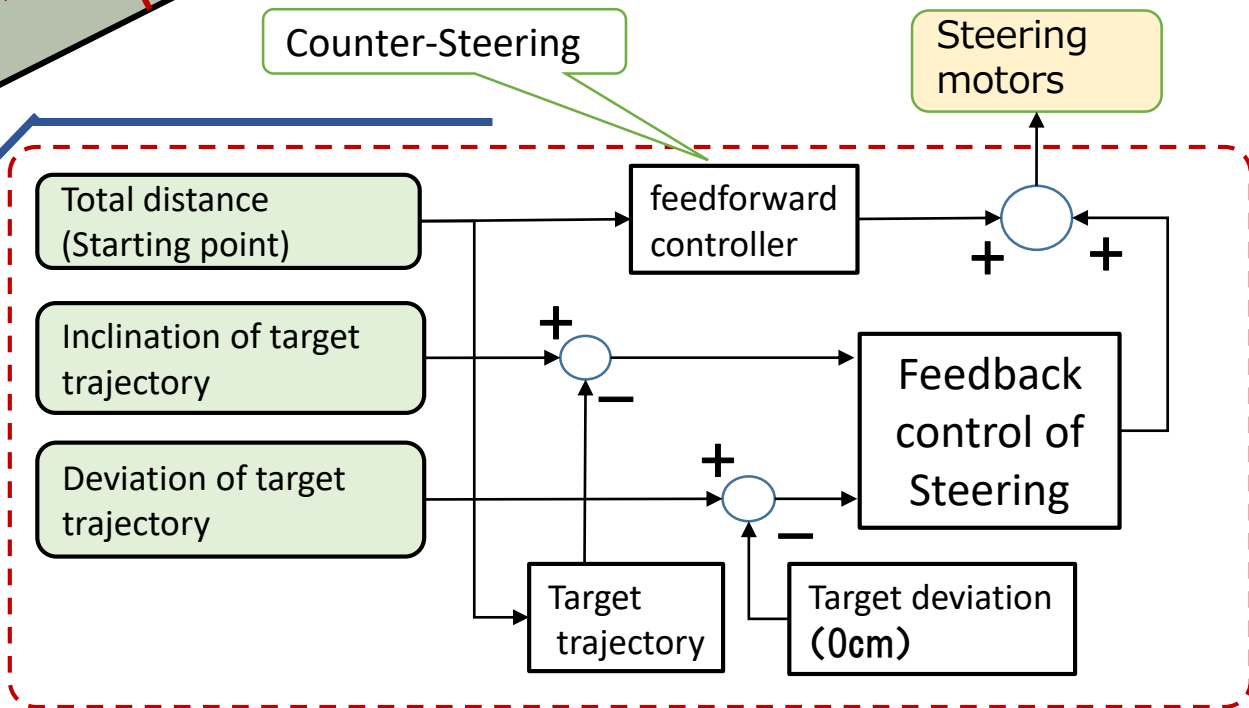 Counter-Steering
Steering
motors
Total distance
(Starting point)
feedforward
controller
+
+
Inclination of target
trajectory
+
−
Feedback
control of
Steering
Deviation of target
trajectory
+
−
Target
trajectory
Target deviation
(0cm)